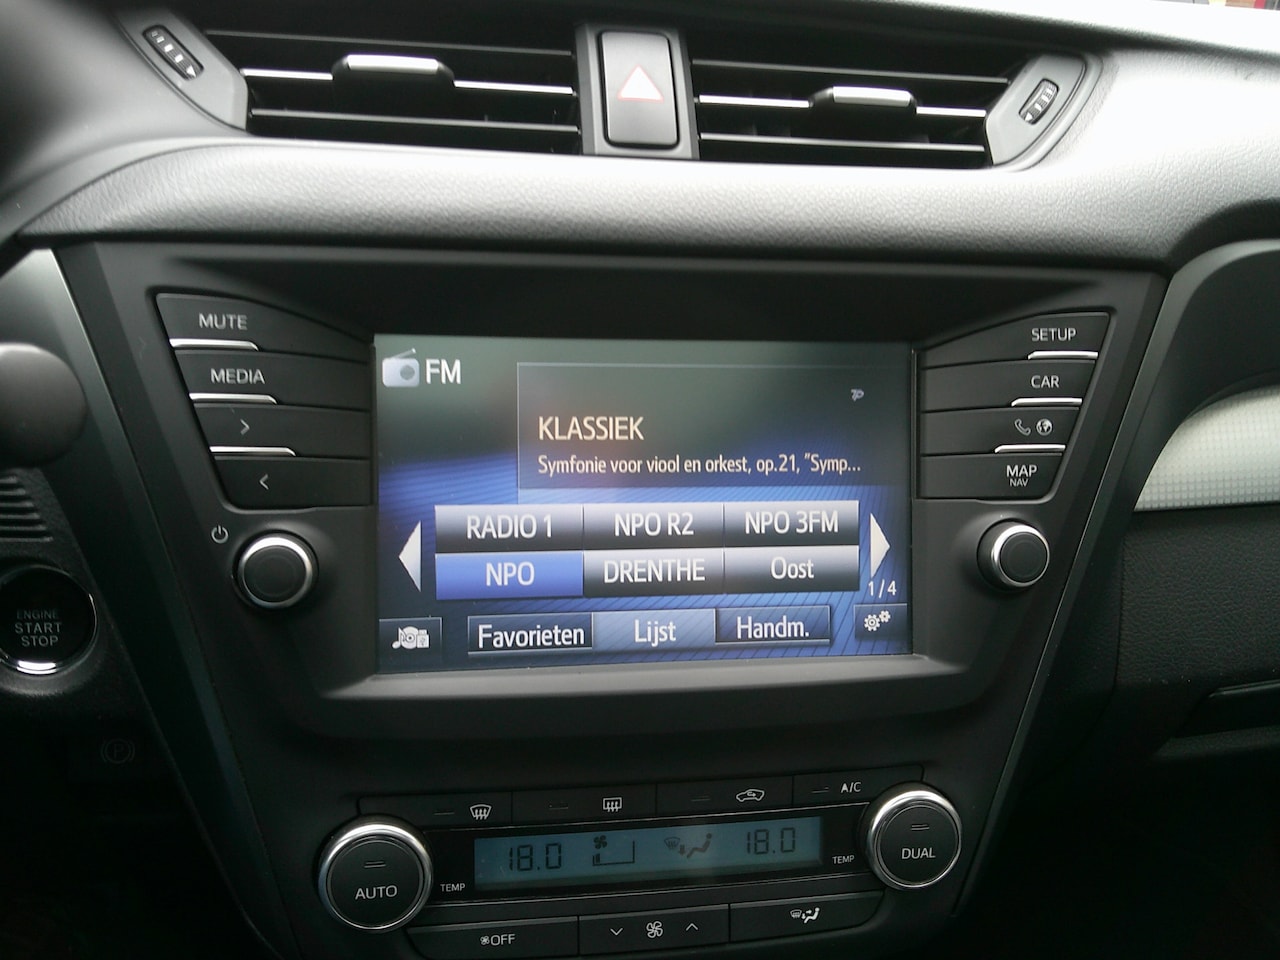 MUTE
MEDIA
SETUP
CAR
MAP
NAV
FM
TP
KLASSIEK
Symfonie voor viool en orkest, op.21, "Symp...
RADIO 1
NPO R2
NPO 3FM
NPO
DRENTHE
Oost
1/4
Favorieten
Lijst
Handm.
ENGINE
START
STOP
A/C
18.0
18.0
AUTO
TEMP
TEMP
DUAL
OFF